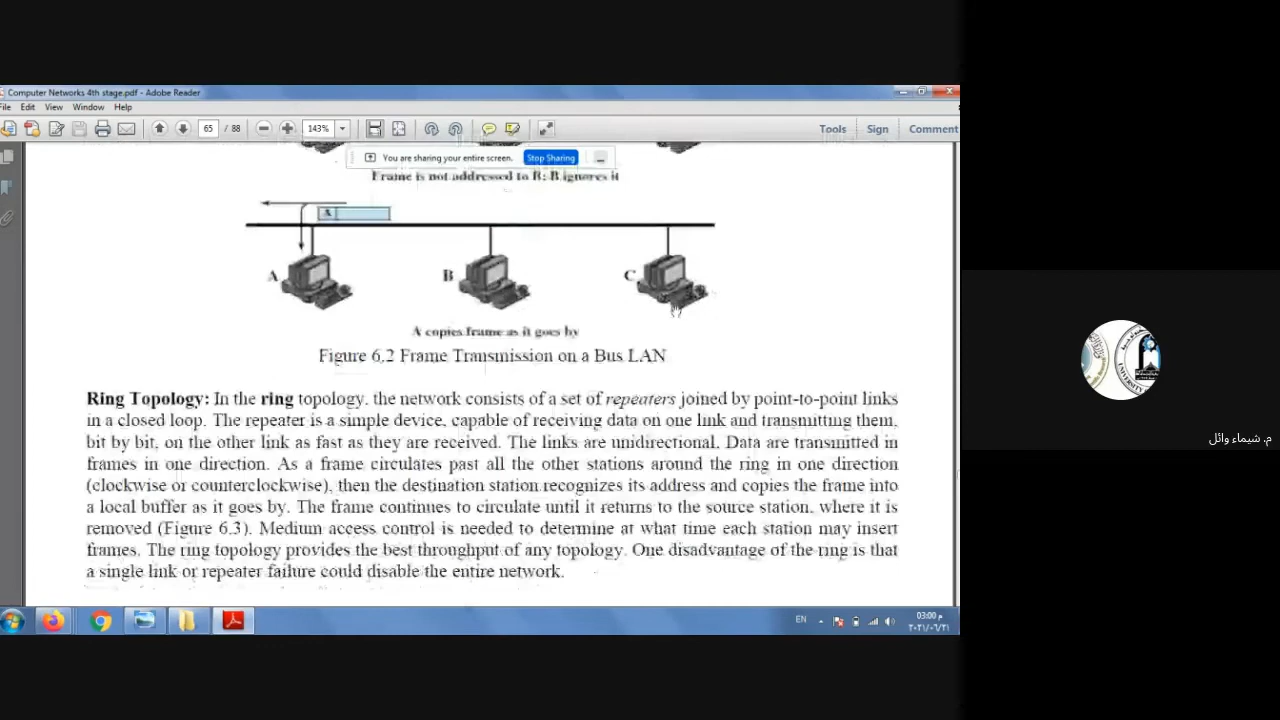 Computer Networks 4th stage.pdf - Adobe Reader
File Edit View Window Help
65 / 88 143% Tools Sign Comment
You are sharing your entire screen. Stop Sharing
Frame is not addressed to B; B ignores it
A
A B C
A copies frame as it goes by
Figure 6.2 Frame Transmission on a Bus LAN
Ring Topology: In the ring topology, the network consists of a set of repeaters joined by point-to-point links
in a closed loop. The repeater is a simple device, capable of receiving data on one link and transmitting them,
bit by bit, on the other link as fast as they are received. The links are unidirectional. Data are transmitted in
frames in one direction. As a frame circulates past all the other stations around the ring in one direction
(clockwise or counterclockwise), then the destination station recognizes its address and copies the frame into
a local buffer as it goes by. The frame continues to circulate until it returns to the source station, where it is
removed (Figure 6.3). Medium access control is needed to determine at what time each station may insert
frames. The ring topology provides the best throughput of any topology. One disadvantage of the ring is that
a single link or repeater failure could disable the entire network.
م. شيماء وائل
EN
03:00 م
٢٠٢١/٠٦/٢١